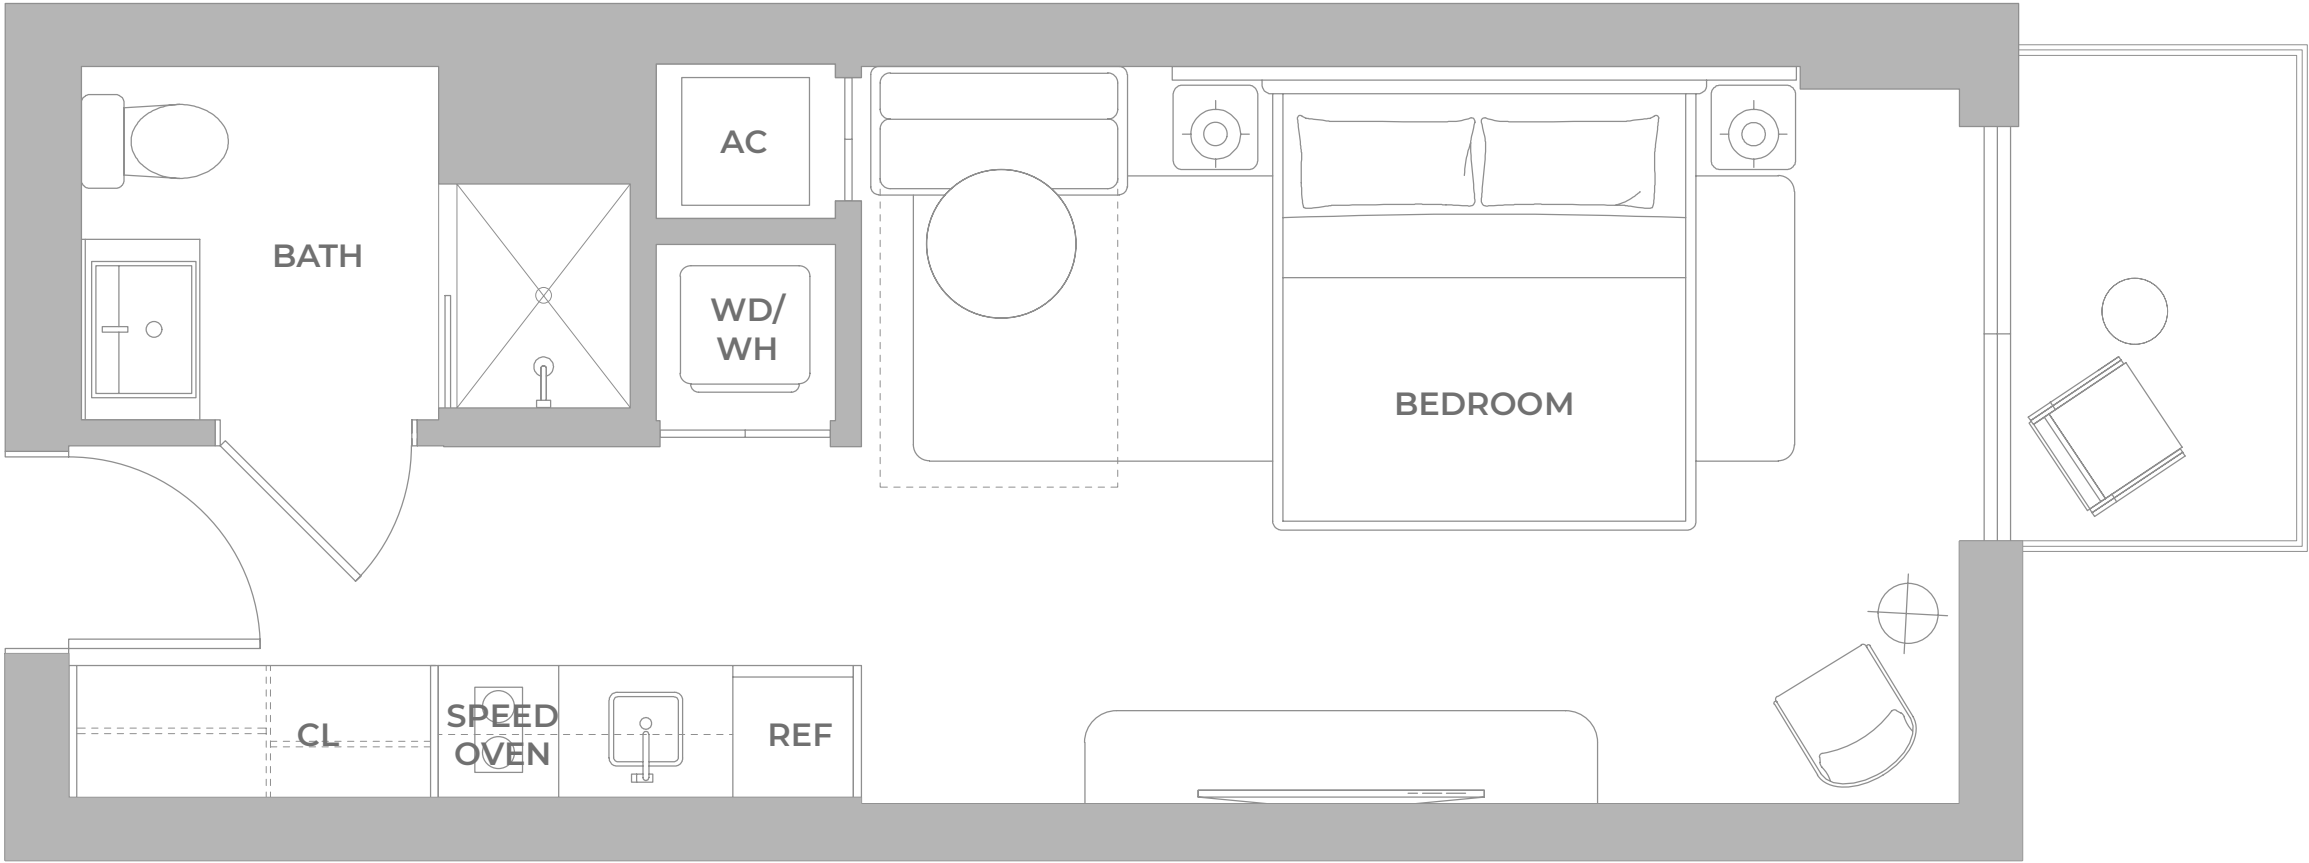 AC
BATH
WD/
WH
BEDROOM
CL
SPEED
OVEN
REF